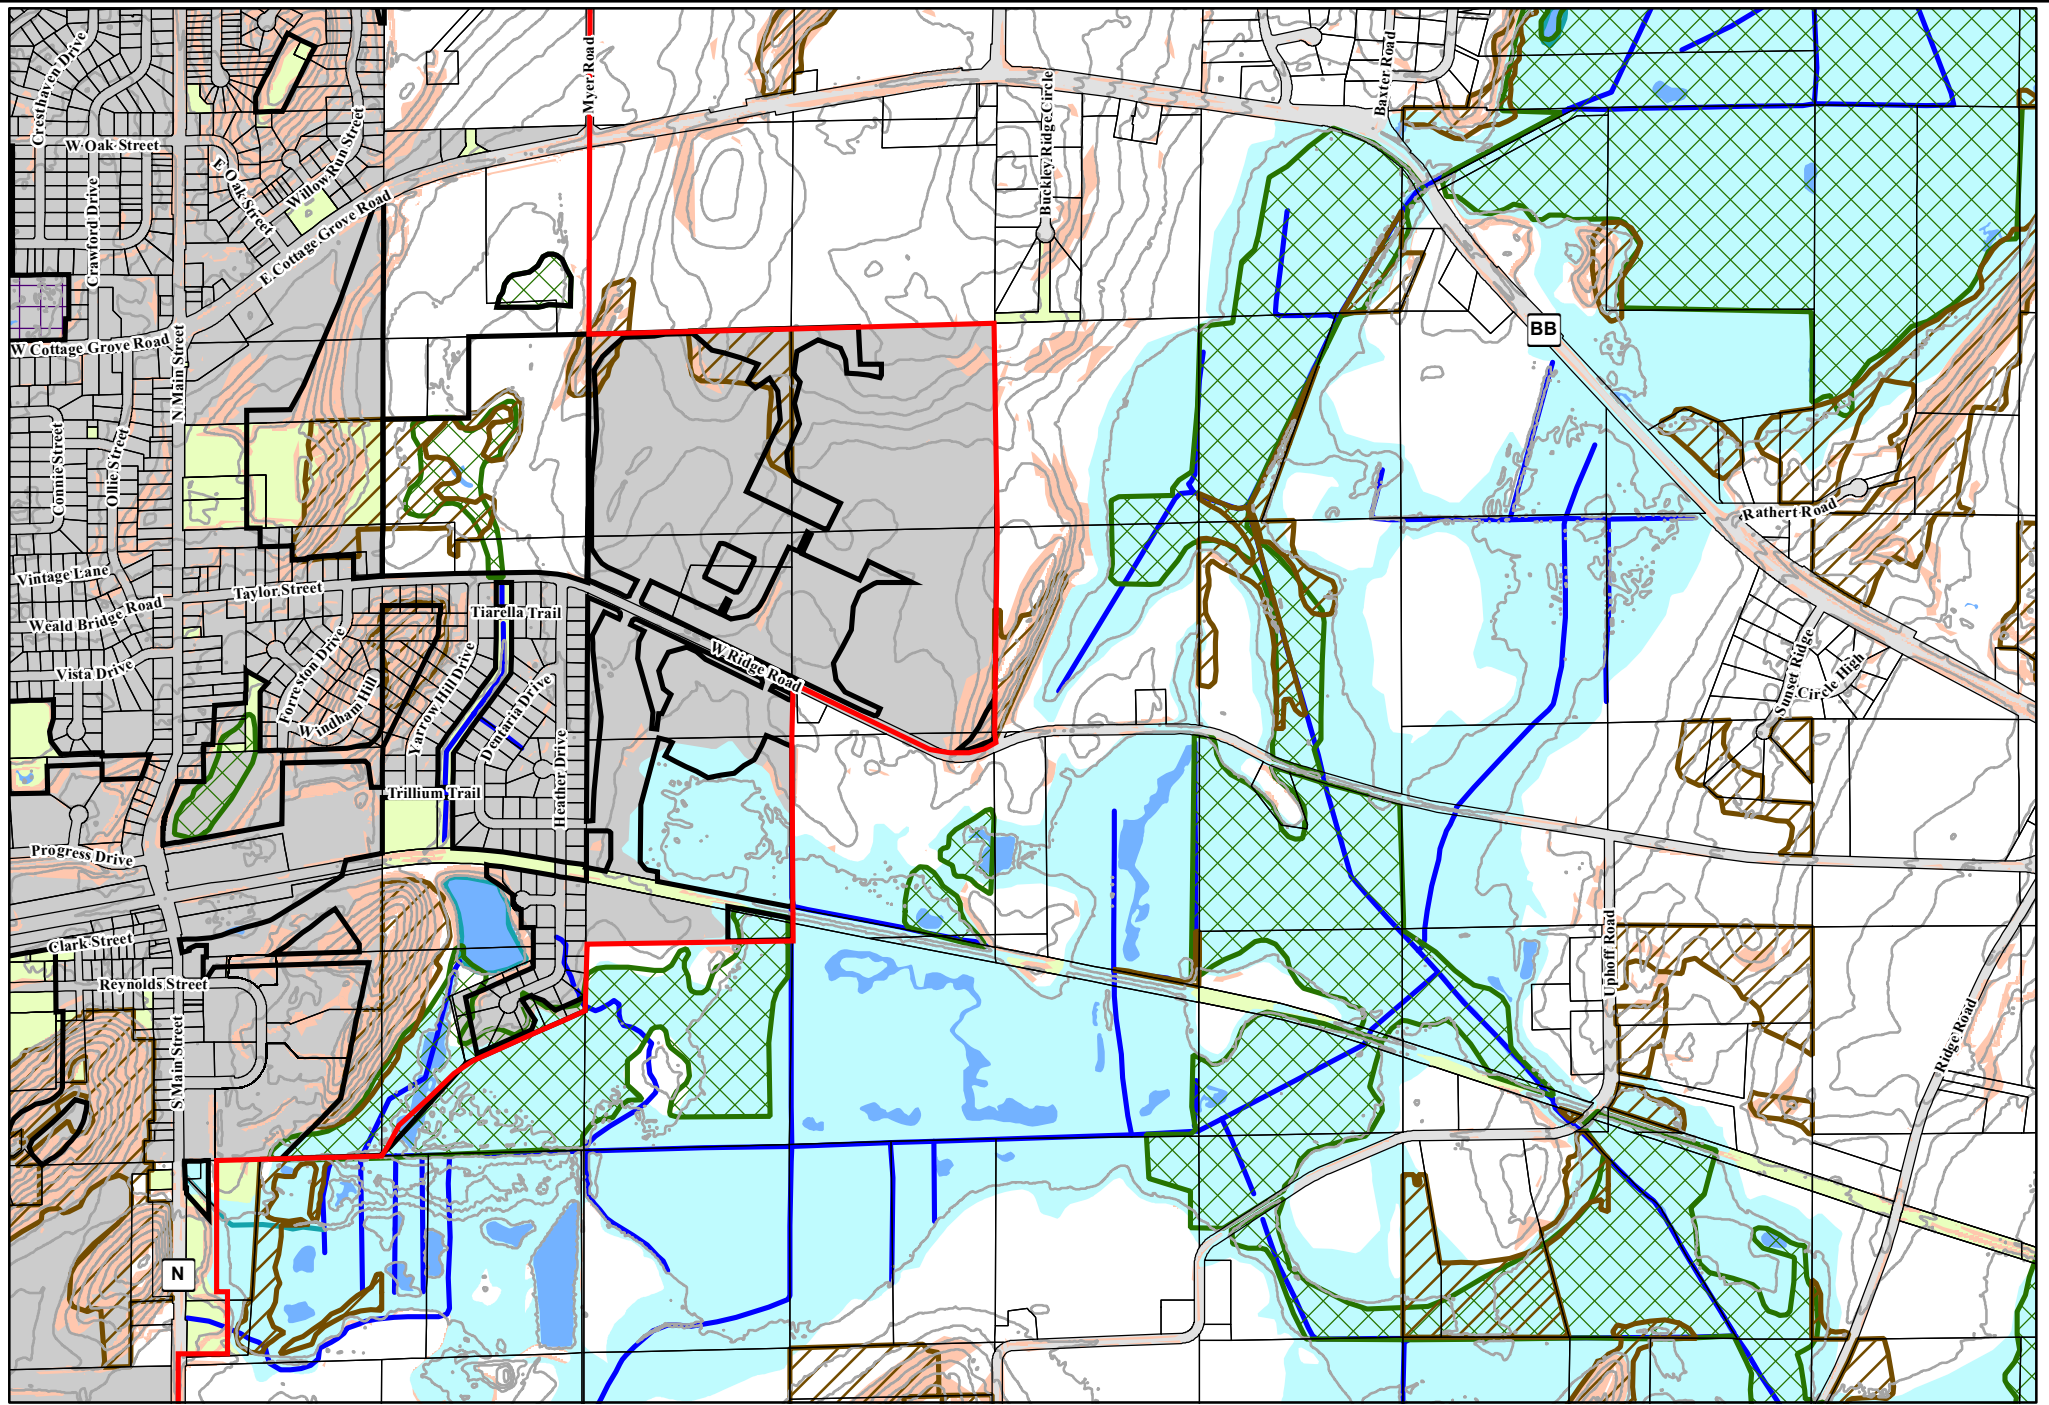 Cresthaven Drive
Myer Road
Baxter Road
W Oak Street
E Oak Street
Willow Run Street
Buckley Ridge Circle
Crawford Drive
E Cottage Grove Road
BB
W Cottage Grove Road
N Main Street
Connie Street
Ollie Street
Rathert Road
Vintage Lane
Taylor Street
Tiarella Trail
Weald Bridge Road
W Ridge Road
Vista Drive
Forreston Drive
Windham Hill
Yarrow Hill Drive
Dentaria Drive
Sunset Ridge
Circle High
Heather Drive
Trillium Trail
Progress Drive
Clark Street
Uphoff Road
Reynolds Street
Ridge Road
S Main Street
N